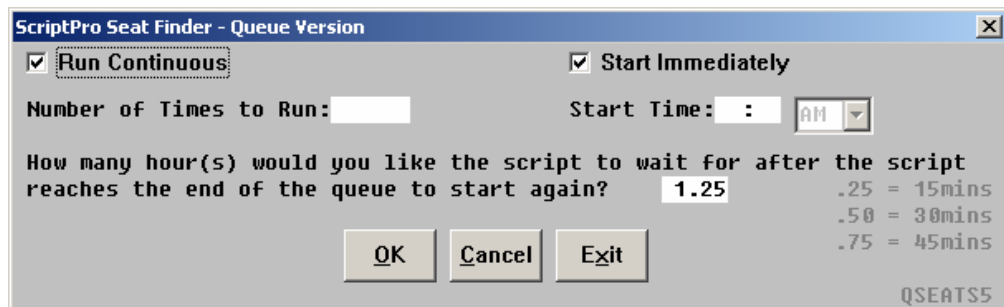 ScriptPro Seat Finder - Queue Version
Run Continuous
Start Immediately
Number of Times to Run:
Start Time: : AM
How many hour(s) would you like the script to wait for after the script
reaches the end of the queue to start again? 1.25
.25 = 15mins
.50 = 30mins
.75 = 45mins
OK Cancel Exit
QSEATS5